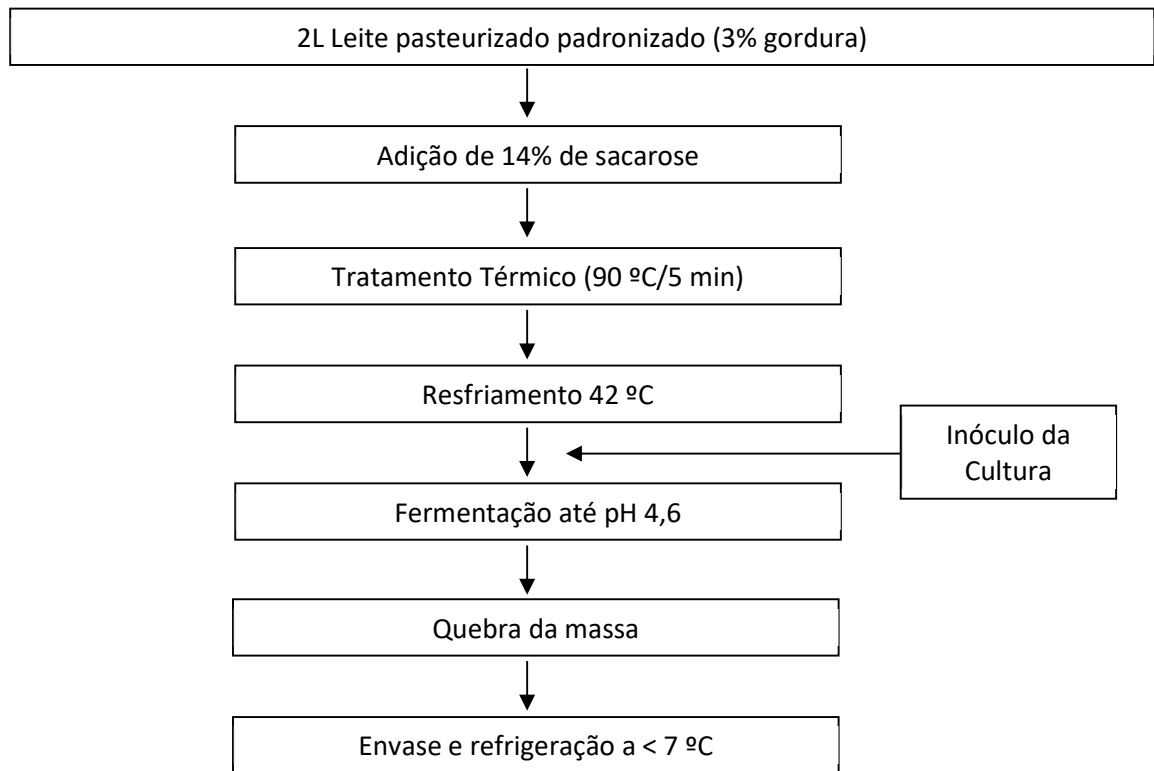 2L Leite pasteurizado padronizado (3% gordura)
Adição de 14% de sacarose
Tratamento Térmico (90 ºC/5 min)
Resfriamento 42 ºC
Inóculo da
Cultura
Fermentação até pH 4,6
Quebra da massa
Envase e refrigeração a < 7 ºC